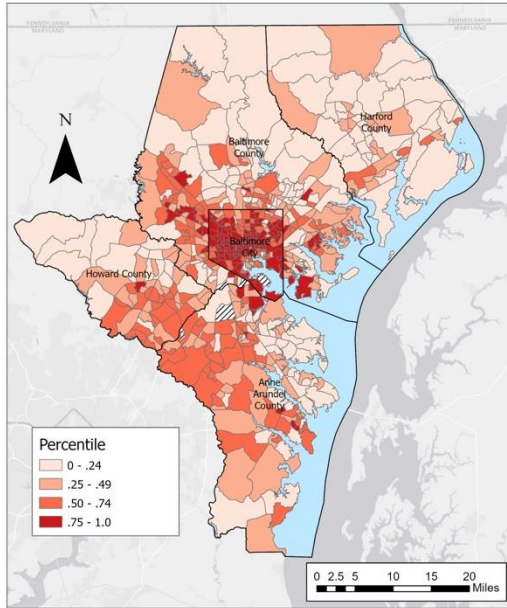 PENNSYLVANIA
MARYLAND
PENNSYLVANIA
MARYLAND
N
Harford
County
Baltimore
County
Baltimore
City
Howard County
Anne
Arundel
County
Percentile
0 - .24
.25 - .49
.50 - .74
.75 - 1.0
0 2.5 5 10 15 20
Miles